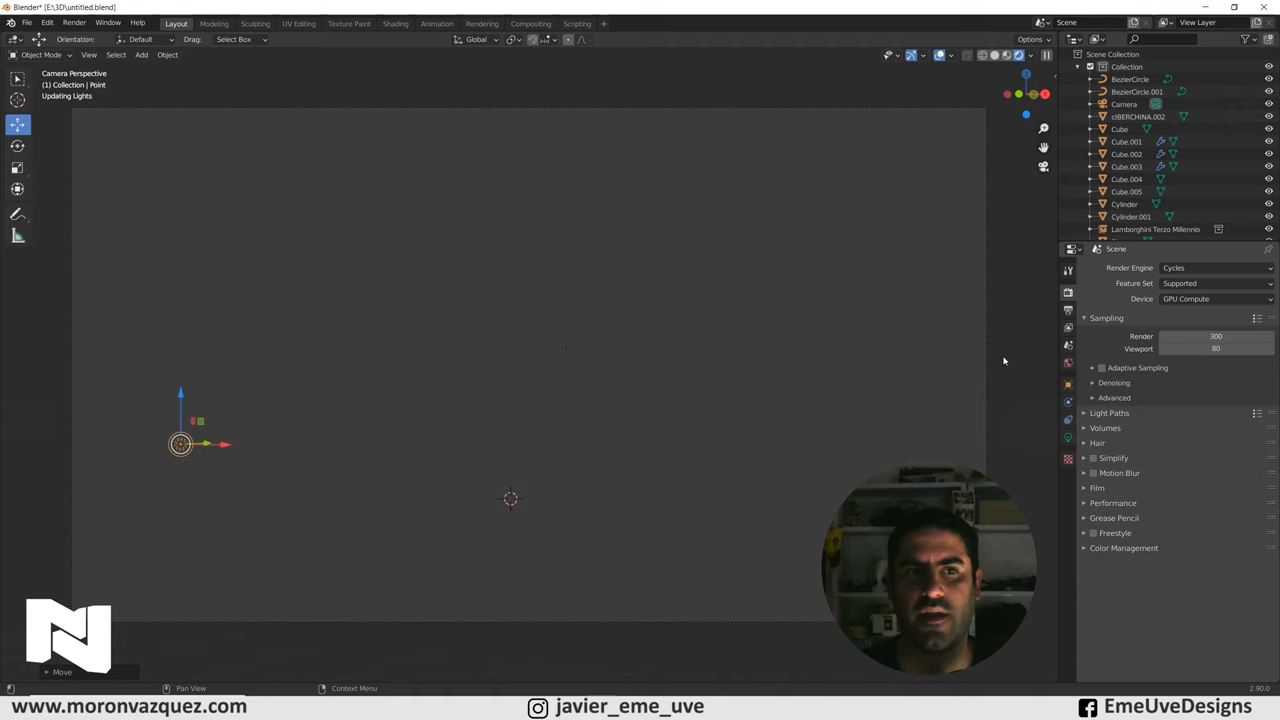 Blender* [E:\3D\untitled.blend]
File Edit Render Window Help Layout Modeling Sculpting UV Editing Texture Paint Shading Animation Rendering Compositing Scripting + Scene View Layer
Orientation: Default Drag: Select Box Global Options
Object Mode View Select Add Object
Camera Perspective
(1) Collection | Point
Updating Lights
Scene Collection
Collection
BezierCircle
BezierCircle.001
Camera
cIBERCHINA.002
Cube
Cube.001
Cube.002
Cube.003
Cube.004
Cube.005
Cylinder
Cylinder.001
Lamborghini Terzo Millennio
Scene
Render Engine Cycles
Feature Set Supported
Device GPU Compute
Sampling
Render 300
Viewport 80
Adaptive Sampling
Denoising
Advanced
Light Paths
Volumes
Hair
Simplify
Motion Blur
Film
Performance
Grease Pencil
Freestyle
Color Management
N
Move
Pan View Context Menu 2.90.0
www.moronvazquez.com javier_eme_uve EmeUveDesigns